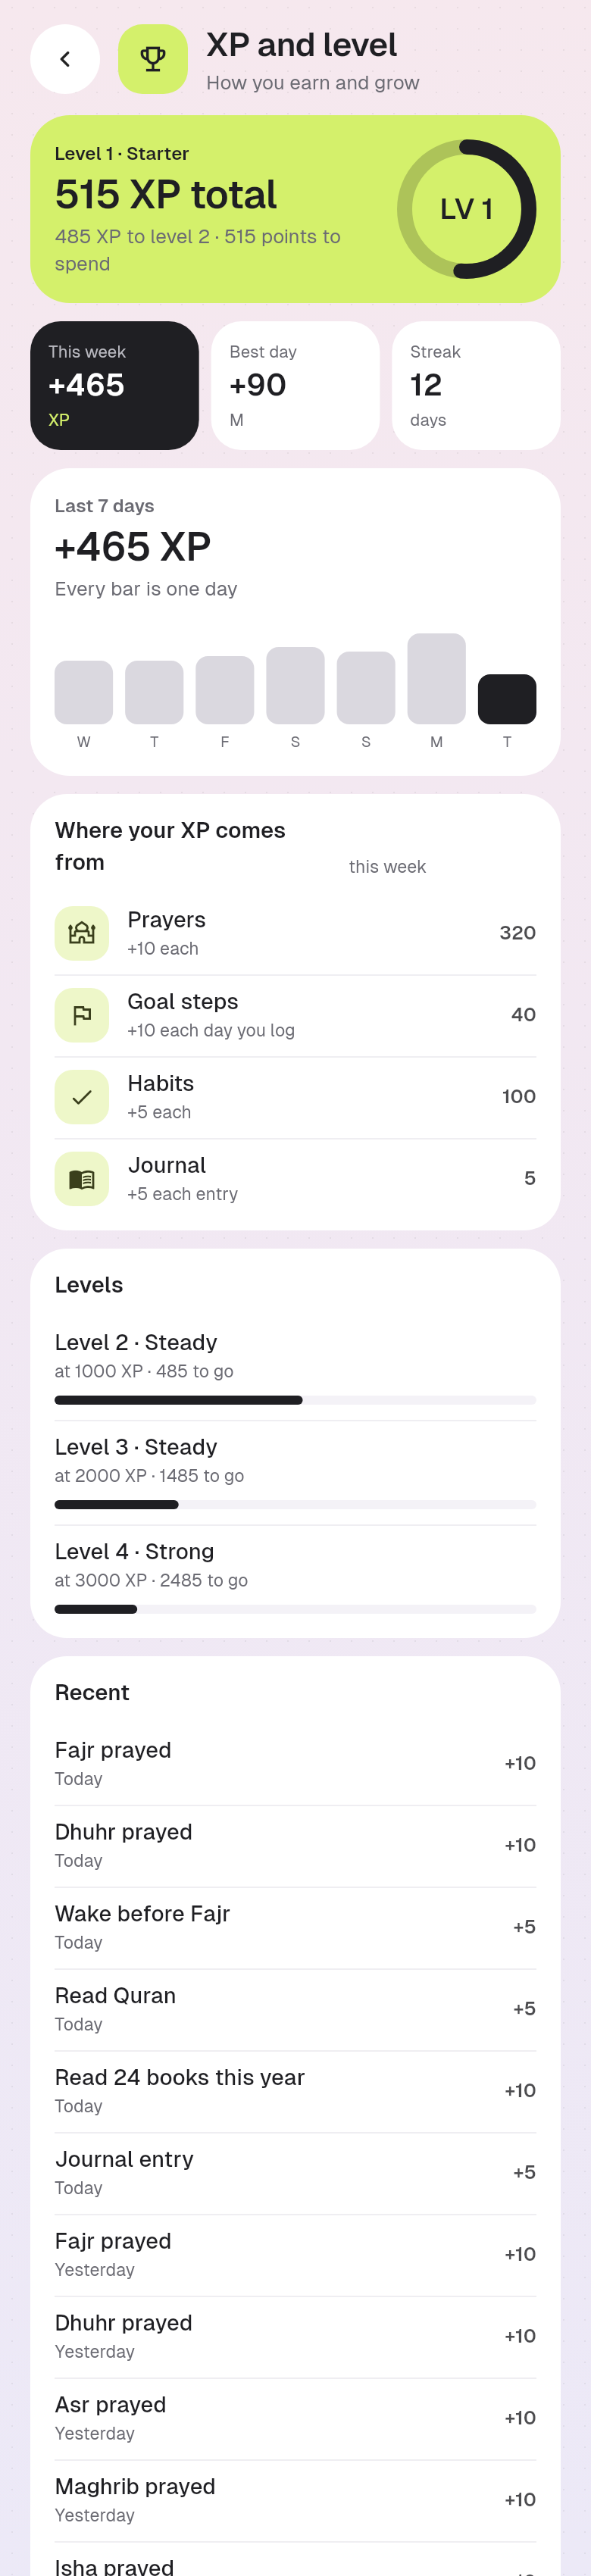 XP and level
How you earn and grow
Level 1 · Starter
515 XP total
485 XP to level 2 · 515 points to
spend
LV 1
This week
+465
XP
Best day
+90
M
Streak
12
days
Last 7 days
+465 XP
Every bar is one day
W T F S S M T
Where your XP comes
from
this week
Prayers
+10 each
320
Goal steps
+10 each day you log
40
Habits
+5 each
100
Journal
+5 each entry
5
Levels
Level 2 · Steady
at 1000 XP · 485 to go
Level 3 · Steady
at 2000 XP · 1485 to go
Level 4 · Strong
at 3000 XP · 2485 to go
Recent
Fajr prayed
Today
+10
Dhuhr prayed
Today
+10
Wake before Fajr
Today
+5
Read Quran
Today
+5
Read 24 books this year
Today
+10
Journal entry
Today
+5
Fajr prayed
Yesterday
+10
Dhuhr prayed
Yesterday
+10
Asr prayed
Yesterday
+10
Maghrib prayed
Yesterday
+10
Isha prayed